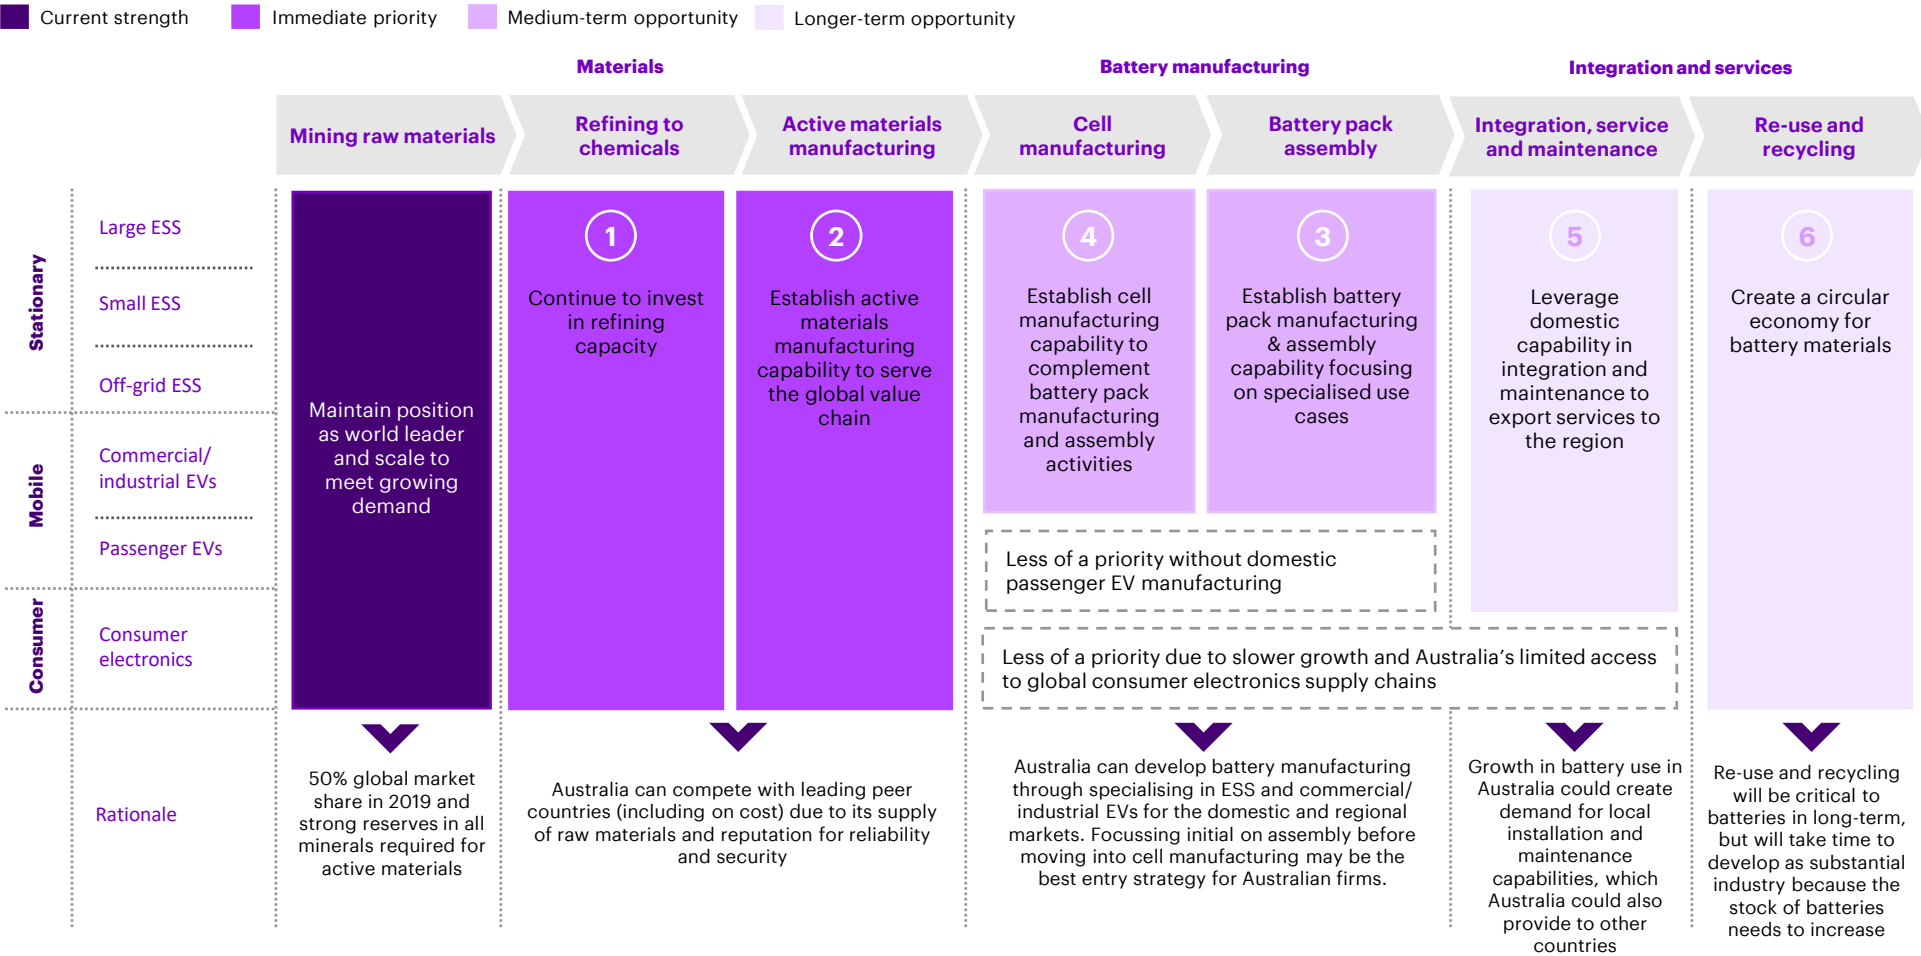 Current strength
Immediate priority
Medium-term opportunity
Longer-term opportunity
Materials
Battery manufacturing
Integration and services
Mining raw materials
Refining to
chemicals
Active materials
manufacturing
Cell
manufacturing
Battery pack
assembly
Integration, service
and maintenance
Re-use and
recycling
Stationary
Large ESS
Small ESS
Off-grid ESS
Mobile
Commercial/
industrial EVs
Passenger EVs
Consumer
Consumer
electronics
Maintain position
as world leader
and scale to
meet growing
demand
1
Continue to invest
in refining
capacity
2
Establish active
materials
manufacturing
capability to serve
the global value
chain
4
Establish cell
manufacturing
capability to
complement
battery pack
manufacturing
and assembly
activities
3
Establish battery
pack manufacturing
& assembly
capability focusing
on specialised use
cases
5
Leverage
domestic
capability in
integration and
maintenance to
export services to
the region
6
Create a circular
economy for
battery materials
Less of a priority without domestic
passenger EV manufacturing
Less of a priority due to slower growth and Australia's limited access
to global consumer electronics supply chains
Rationale
50% global market
share in 2019 and
strong reserves in all
minerals required for
active materials
Australia can compete with leading peer
countries (including on cost) due to its supply
of raw materials and reputation for reliability
and security
Australia can develop battery manufacturing
through specialising in ESS and commercial/
industrial EVs for the domestic and regional
markets. Focussing initial on assembly before
moving into cell manufacturing may be the
best entry strategy for Australian firms.
Growth in battery use in
Australia could create
demand for local
installation and
maintenance
capabilities, which
Australia could also
provide to other
countries
Re-use and recycling
will be critical to
batteries in long-term,
but will take time to
develop as substantial
industry because the
stock of batteries
needs to increase